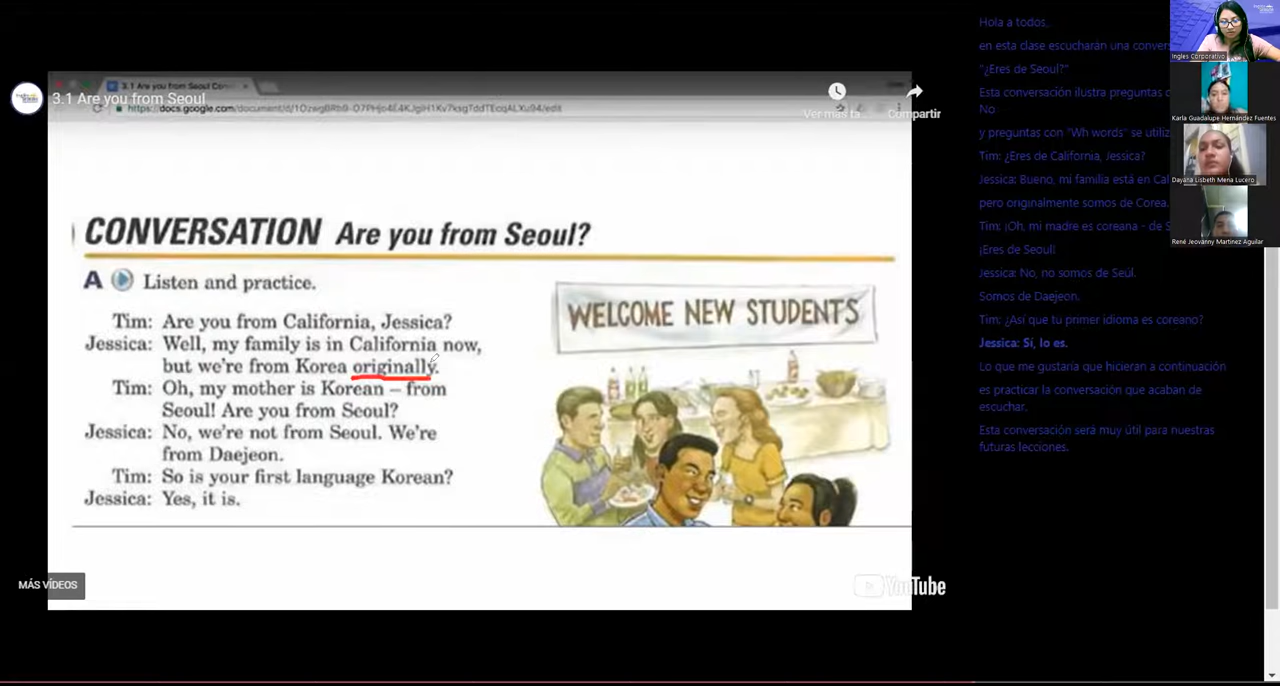 3.1 Are you from Seoul
3.1 Are you from Seoul
Ver más ta...
Compartir
CONVERSATION Are you from Seoul?
A Listen and practice.
Tim: Are you from California, Jessica?
Jessica: Well, my family is in California now,
but we're from Korea originally.
Tim: Oh, my mother is Korean – from
Seoul! Are you from Seoul?
Jessica: No, we're not from Seoul. We're
from Daejeon.
Tim: So is your first language Korean?
Jessica: Yes, it is.
WELCOME NEW STUDENTS
MÁS VÍDEOS
YouTube
Hola a todos,
en esta clase escucharán una conver
"¿Eres de Seoul?"
Esta conversación ilustra preguntas c
No
y preguntas con "Wh words" se utiliz
Tim: ¿Eres de California, Jessica?
Jessica: Bueno, mi familia está en Cal
pero originalmente somos de Corea.
Tim: ¡Oh, mi madre es coreana - de S
¡Eres de Seoul!
Jessica: No, no somos de Seúl.
Somos de Daejeon.
Tim: ¿Así que tu primer idioma es coreano?
Jessica: Sí, lo es.
Lo que me gustaría que hicieran a continuación
es practicar la conversación que acaban de
escuchar.
Esta conversación será muy útil para nuestras
futuras lecciones.
Ingles Corporativo
Karla Guadalupe Hernández Fuentes
Dayana Lisbeth Mena Lucero
René Jeovanny Martinez Aguilar